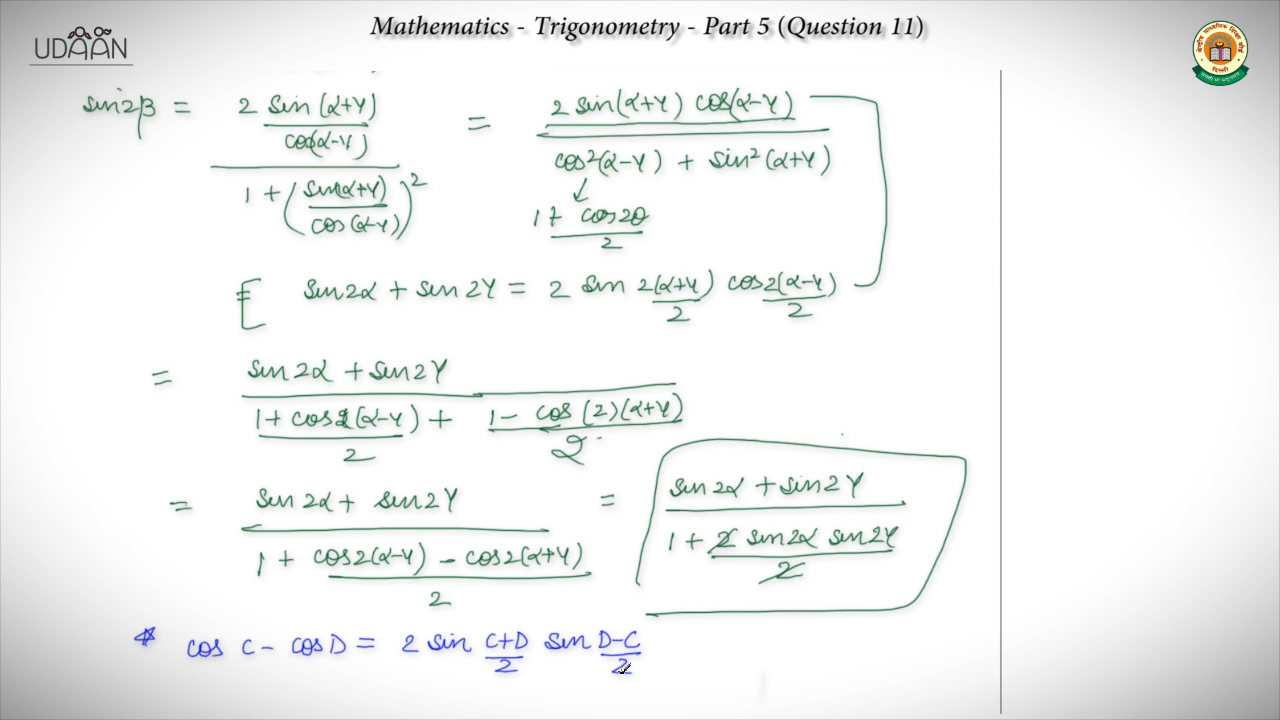 Mathematics - Trigonometry - Part 5 (Question 11)
UDAAN
sin2β = (2 sin(α+γ)/cos(α-γ)) / (1 + (sin(α+γ)/cos(α-γ))²) = 2 sin(α+γ) cos(α-γ) / (cos²(α-γ) + sin²(α+γ))
↓
(1 + cos2θ)/2
[ sin2α + sin2γ = 2 sin 2(α+γ)/2 cos 2(α-γ)/2
= (sin2α + sin2γ) / ((1 + cos2(α-γ))/2 + (1 - cos(2)(α+γ))/2)
= (sin2α + sin2γ) / (1 + (cos2(α-γ) - cos2(α+γ))/2) = (sin2α + sin2γ) / (1 + 2 sin2α sin2γ/2)
* cos C - cos D = 2 sin (C+D)/2 sin (D-C)/2